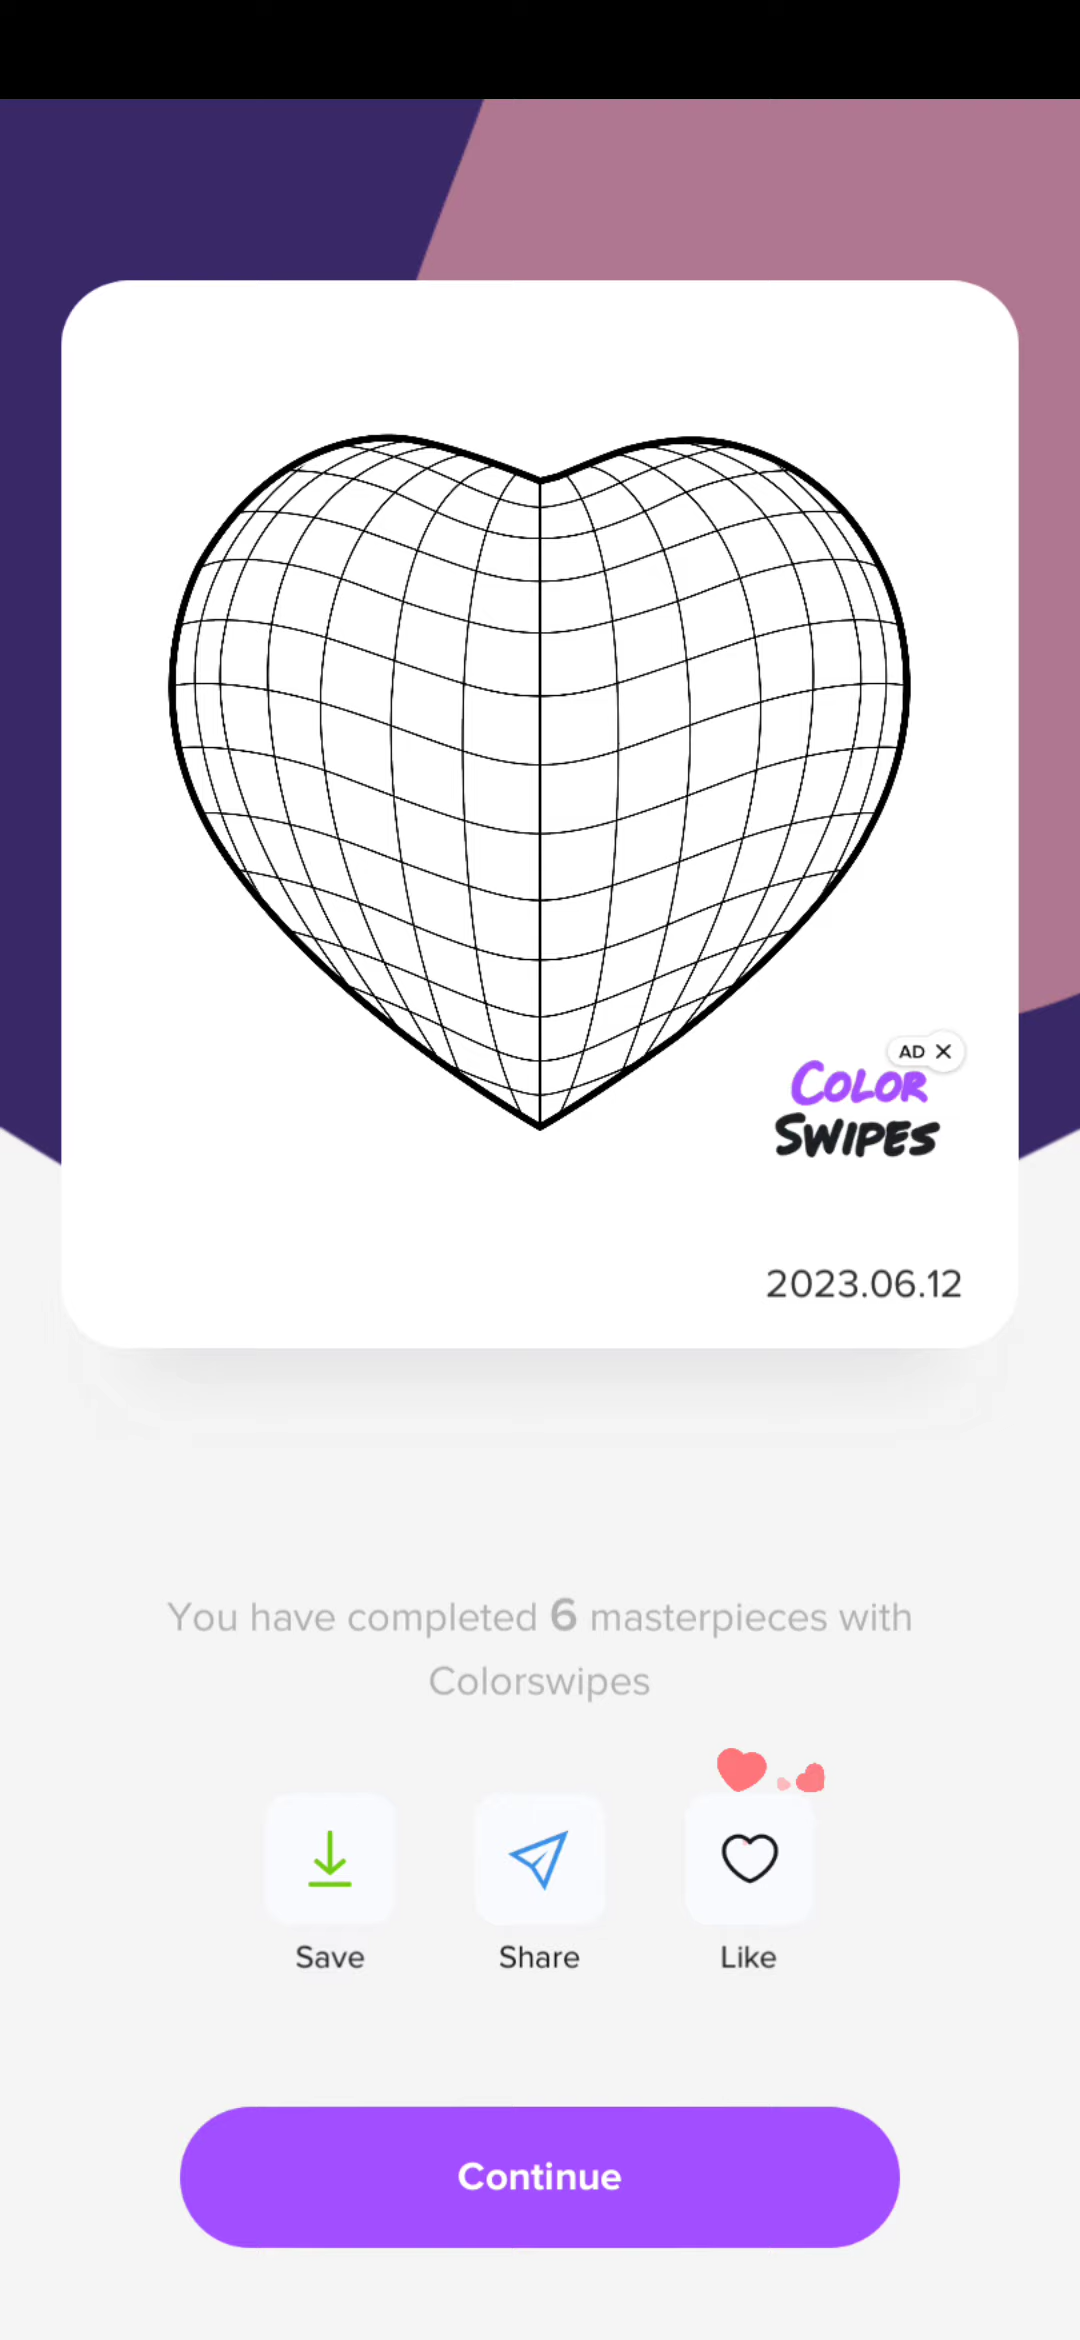 AD
COLOR
SWIPES
2023.06.12
You have completed 6 masterpieces with
Colorswipes
Save
Share
Like
Continue